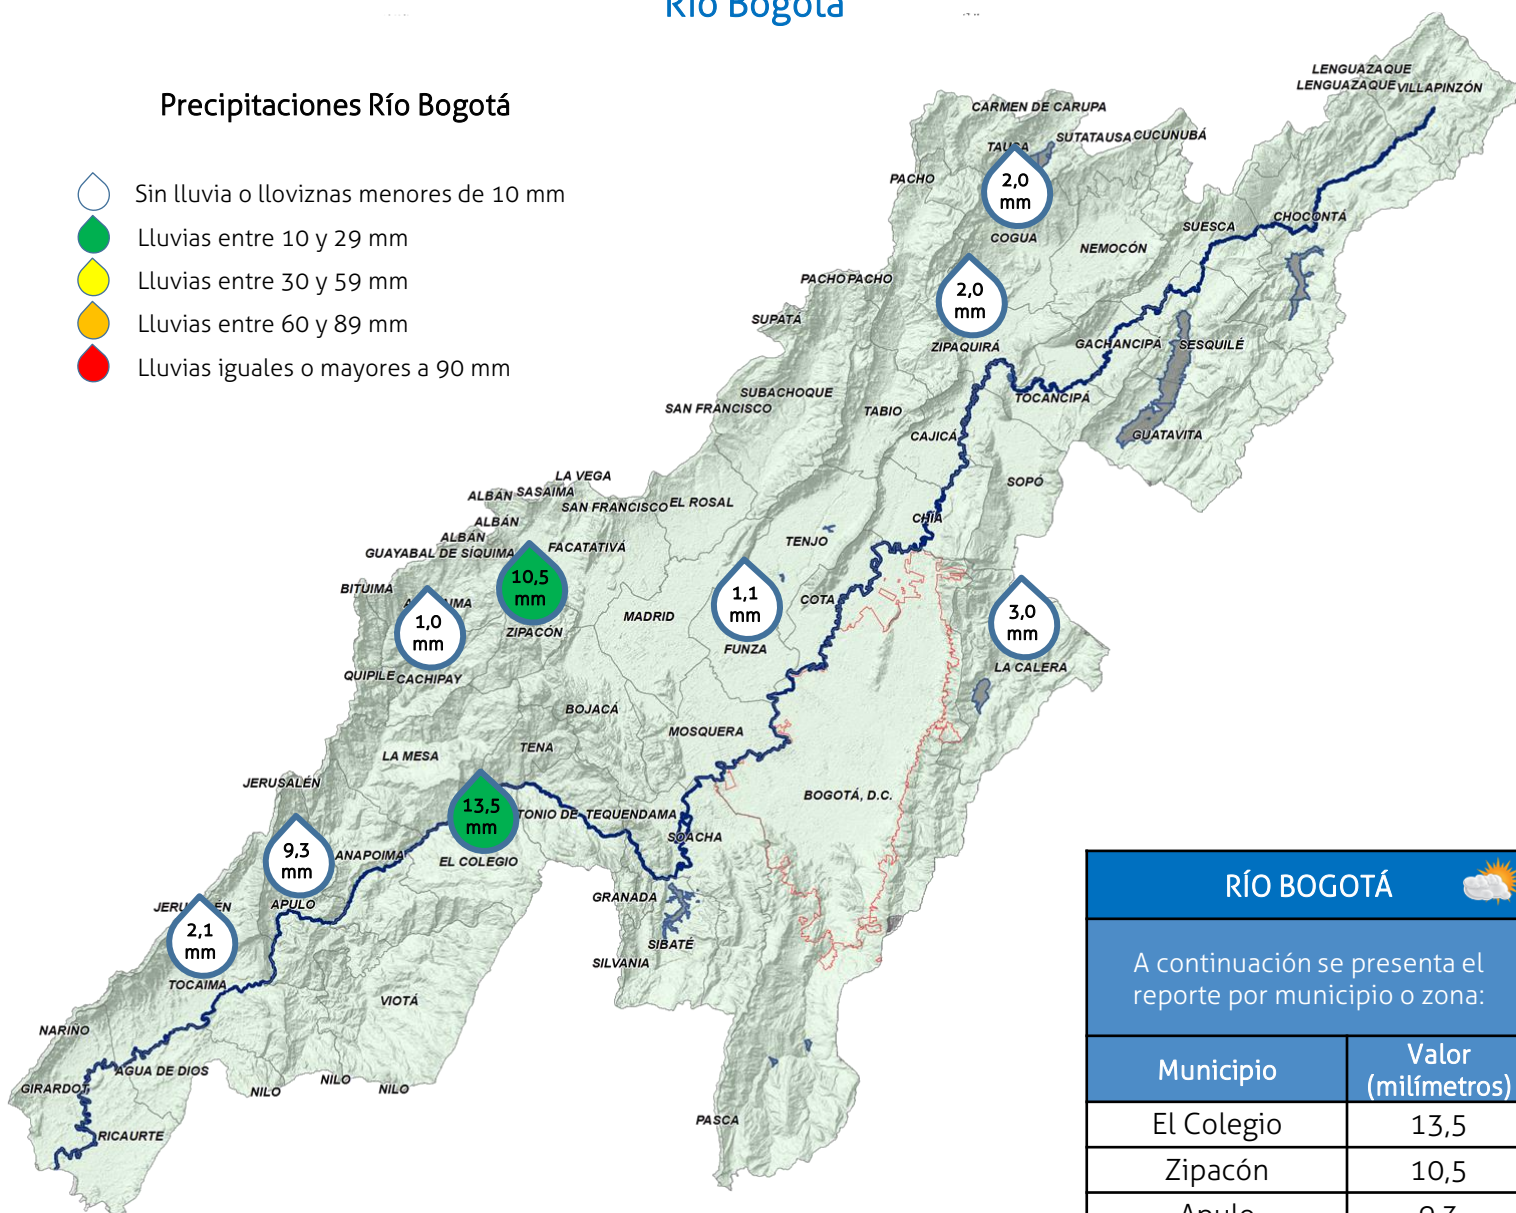 Río Bogotá
Precipitaciones Río Bogotá
Sin lluvia o lloviznas menores de 10 mm
Lluvias entre 10 y 29 mm
Lluvias entre 30 y 59 mm
Lluvias entre 60 y 89 mm
Lluvias iguales o mayores a 90 mm
LENGUAZAQUE
LENGUAZAQUE VILLAPINZÓN
CARMEN DE CARUPA
SUTATAUSA CUCUNUBÁ
TAUSA
PACHO
2,0
mm
COGUA
CHOCONTÁ
SUESCA
NEMOCÓN
PACHO PACHO
2,0
mm
SUPATÁ
ZIPAQUIRÁ
GACHANCIPÁ
SESQUILÉ
SUBACHOQUE
SAN FRANCISCO
TABIO
TOCANCIPÁ
CAJICÁ
GUATAVITA
LA VEGA
ALBÁN SASAIMA
SAN FRANCISCO EL ROSAL
SOPÓ
ALBÁN
CHÍA
ALBÁN
GUAYABAL DE SÍQUIMA
FACATATIVÁ
TENJO
BITUIMA
10,5
mm
1,1
mm
COTA
1,0
mm
ZIPACÓN
MADRID
FUNZA
3,0
mm
LA CALERA
QUIPILE CACHIPAY
BOJACÁ
MOSQUERA
TENA
LA MESA
JERUSALÉN
BOGOTÁ, D.C.
13,5
mm
TONIO DE TEQUENDAMA
SOACHA
9,3
mm
ANAPOIMA
EL COLEGIO
APULO
GRANADA
2,1
mm
SIBATÉ
SILVANIA
TOCAIMA
VIOTÁ
NARIÑO
AGUA DE DIOS
GIRARDOT
NILO
NILO
NILO
RICAURTE
PASCA
RÍO BOGOTÁ
A continuación se presenta el
reporte por municipio o zona:
Municipio
Valor
(milímetros)
El Colegio 13,5
Zipacón 10,5
Apulo 9,3